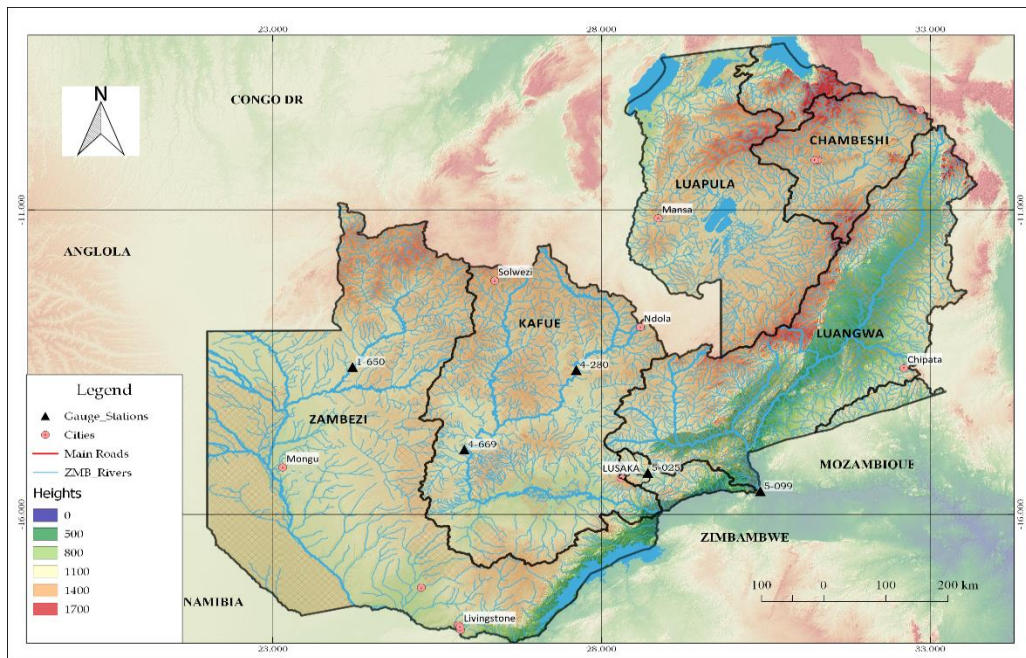 23.000
28.000
33.000
N
CONGO DR
CHAMBESHI
LUAPULA
Mansa
-11.000
-11.000
ANGLOLA
Solwezi
KAFUE
Ndola
LUANGWA
1-650
4-280
Chipata
Legend
Gauge_Stations
Cities
Main Roads
ZMB_Rivers
Heights
0
500
800
1100
1400
1700
ZAMBEZI
4-669
Mongu
LUSAKA
5-025
MOZAMBIQUE
5-099
-16.000
-16.000
ZIMBAMBWE
NAMIBIA
100 0 100 200 km
Livingstone
23.000
28.000
33.000